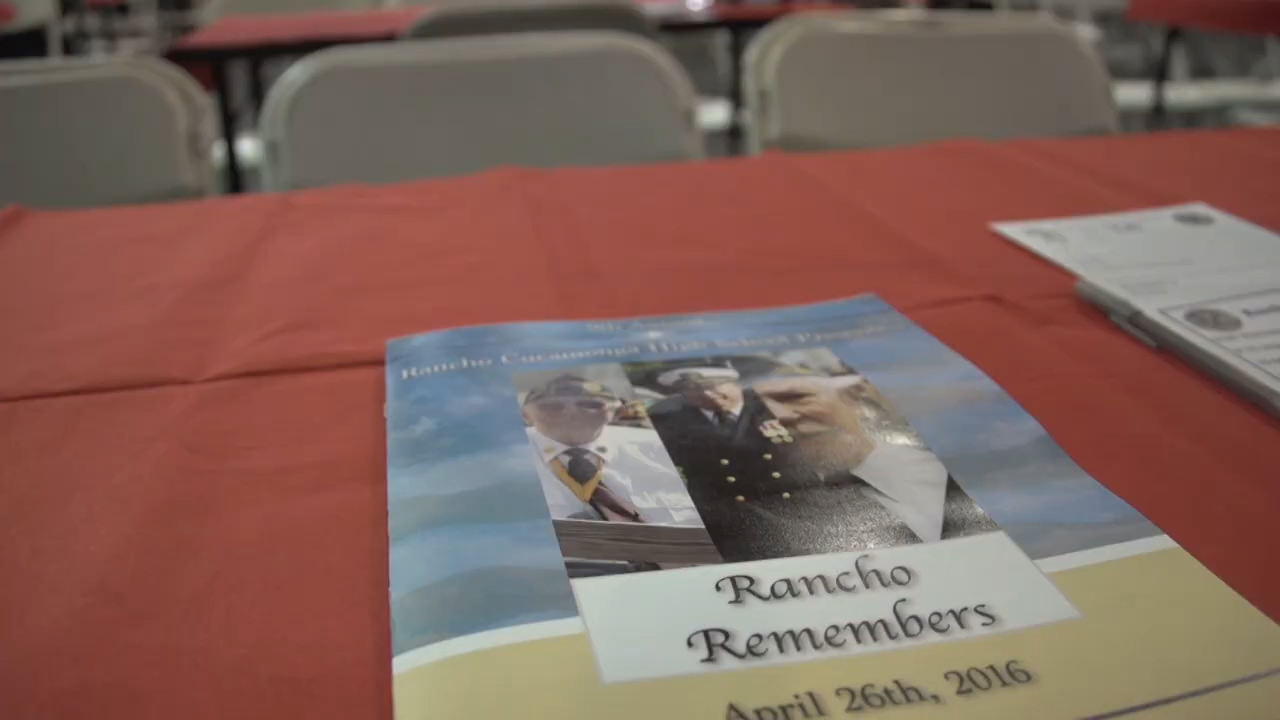 Rancho Cucamonga High School Presents
Rancho
Remembers
April 26th, 2016